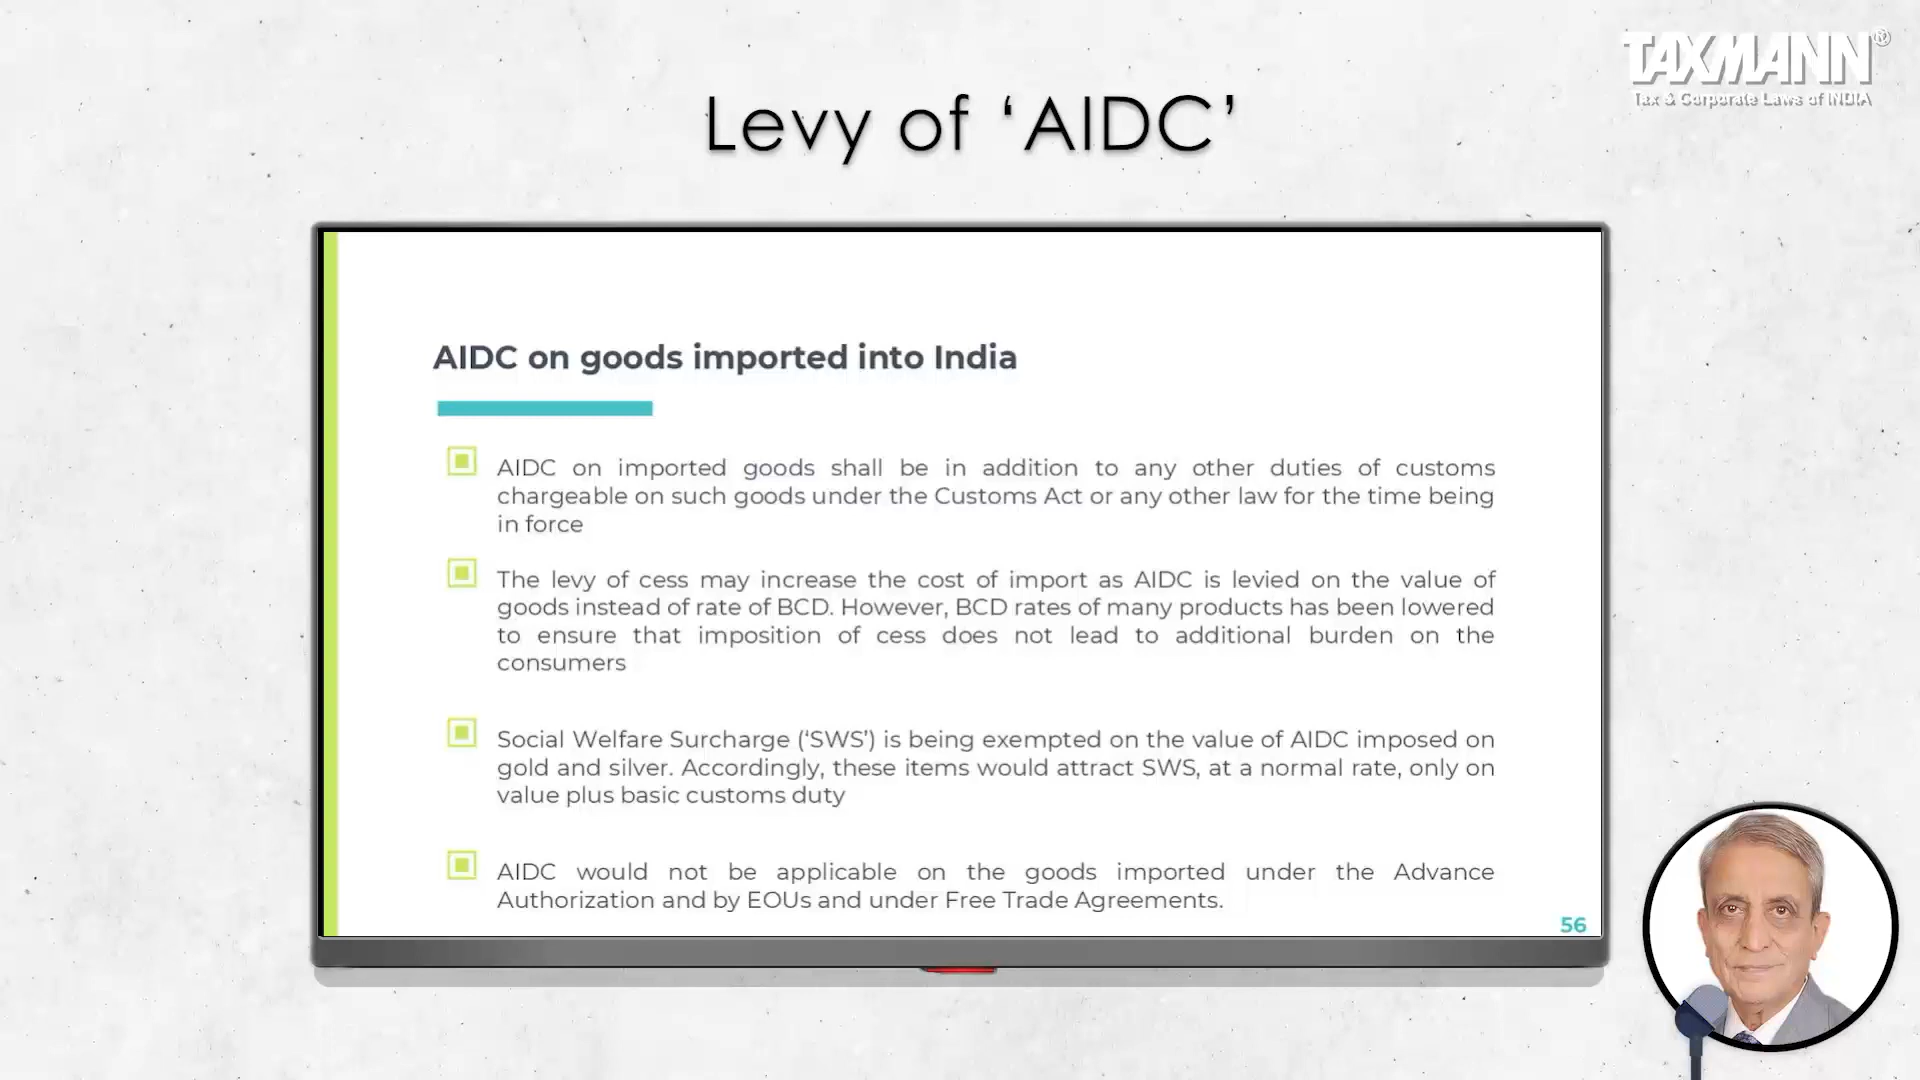 TAXMANN®
Tax & Corporate Laws of INDIA
Levy of ‘AIDC’
AIDC on goods imported into India
AIDC on imported goods shall be in addition to any other duties of customs
chargeable on such goods under the Customs Act or any other law for the time being
in force
The levy of cess may increase the cost of import as AIDC is levied on the value of
goods instead of rate of BCD. However, BCD rates of many products has been lowered
to ensure that imposition of cess does not lead to additional burden on the
consumers
Social Welfare Surcharge (‘SWS’) is being exempted on the value of AIDC imposed on
gold and silver. Accordingly, these items would attract SWS, at a normal rate, only on
value plus basic customs duty
AIDC would not be applicable on the goods imported under the Advance
Authorization and by EOUs and under Free Trade Agreements.
56